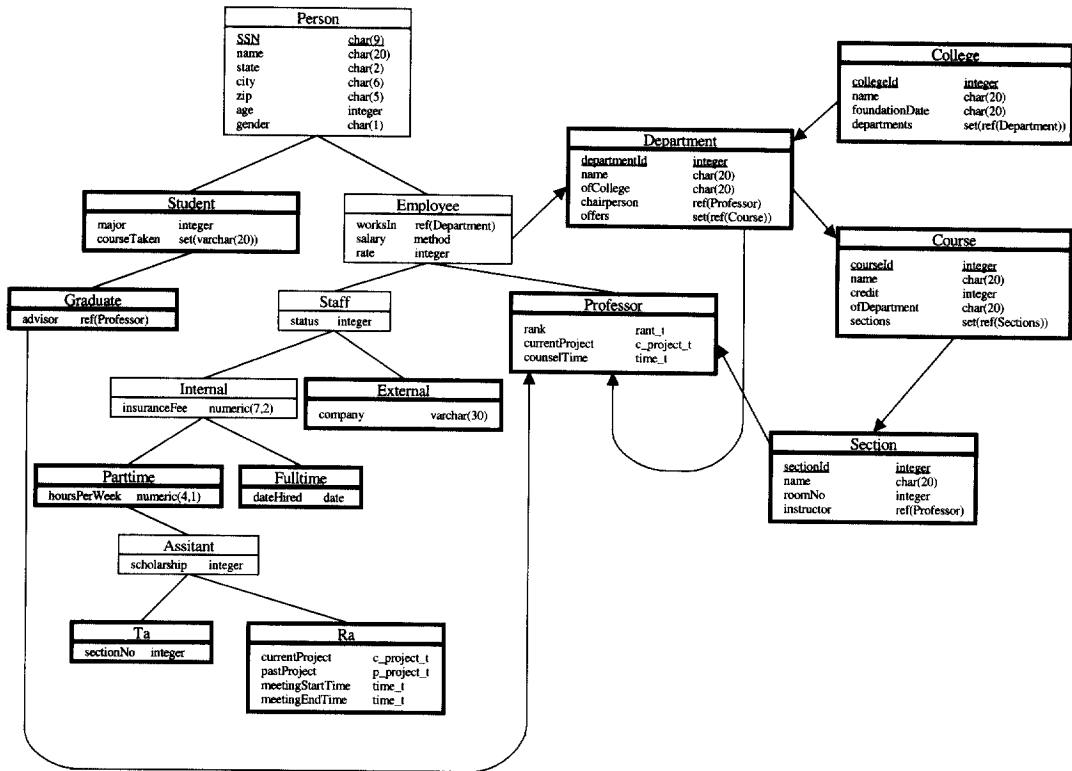 Person
SSN char(9)
name char(20)
state char(2)
city char(6)
zip char(5)
age integer
gender char(1)
College
collegeId integer
name char(20)
foundationDate char(20)
departments set(ref(Department))
Department
departmentId integer
name char(20)
ofCollege char(20)
chairperson ref(Professor)
offers set(ref(Course))
Student
major integer
courseTaken set(varchar(20))
Employee
worksIn ref(Department)
salary method
rate integer
Course
courseId integer
name char(20)
credit integer
ofDepartment char(20)
sections set(ref(Sections))
Graduate
advisor ref(Professor)
Staff
status integer
Professor
rank rant_t
currentProject c_project_t
counselTime time_t
Internal
insuranceFee numeric(7,2)
External
company varchar(30)
Section
sectionId integer
name char(20)
roomNo integer
instructor ref(Professor)
Parttime
hoursPerWeek numeric(4,1)
Fulltime
dateHired date
Assitant
scholarship integer
Ta
sectionNo integer
Ra
currentProject c_project_t
pastProject p_project_t
meetingStartTime time_t
meetingEndTime time_t